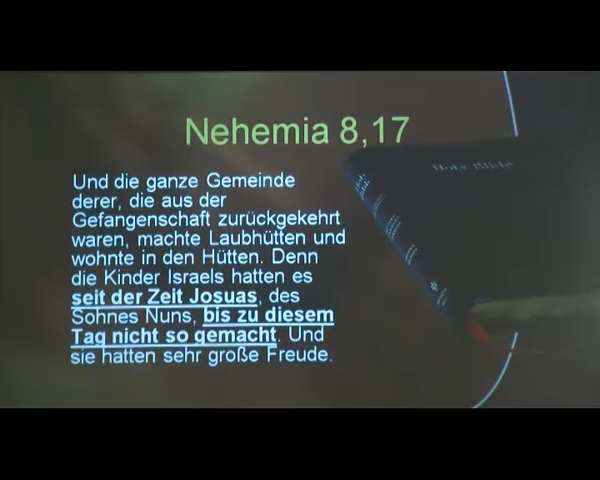 Nehemia 8,17
Und die ganze Gemeinde
derer, die aus der
Gefangenschaft zurückgekehrt
waren, machte Laubhütten und
wohnte in den Hütten. Denn
die Kinder Israels hatten es
seit der Zeit Josuas, des
Sohnes Nuns, bis zu diesem
Tag nicht so gemacht. Und
sie hatten sehr große Freude.